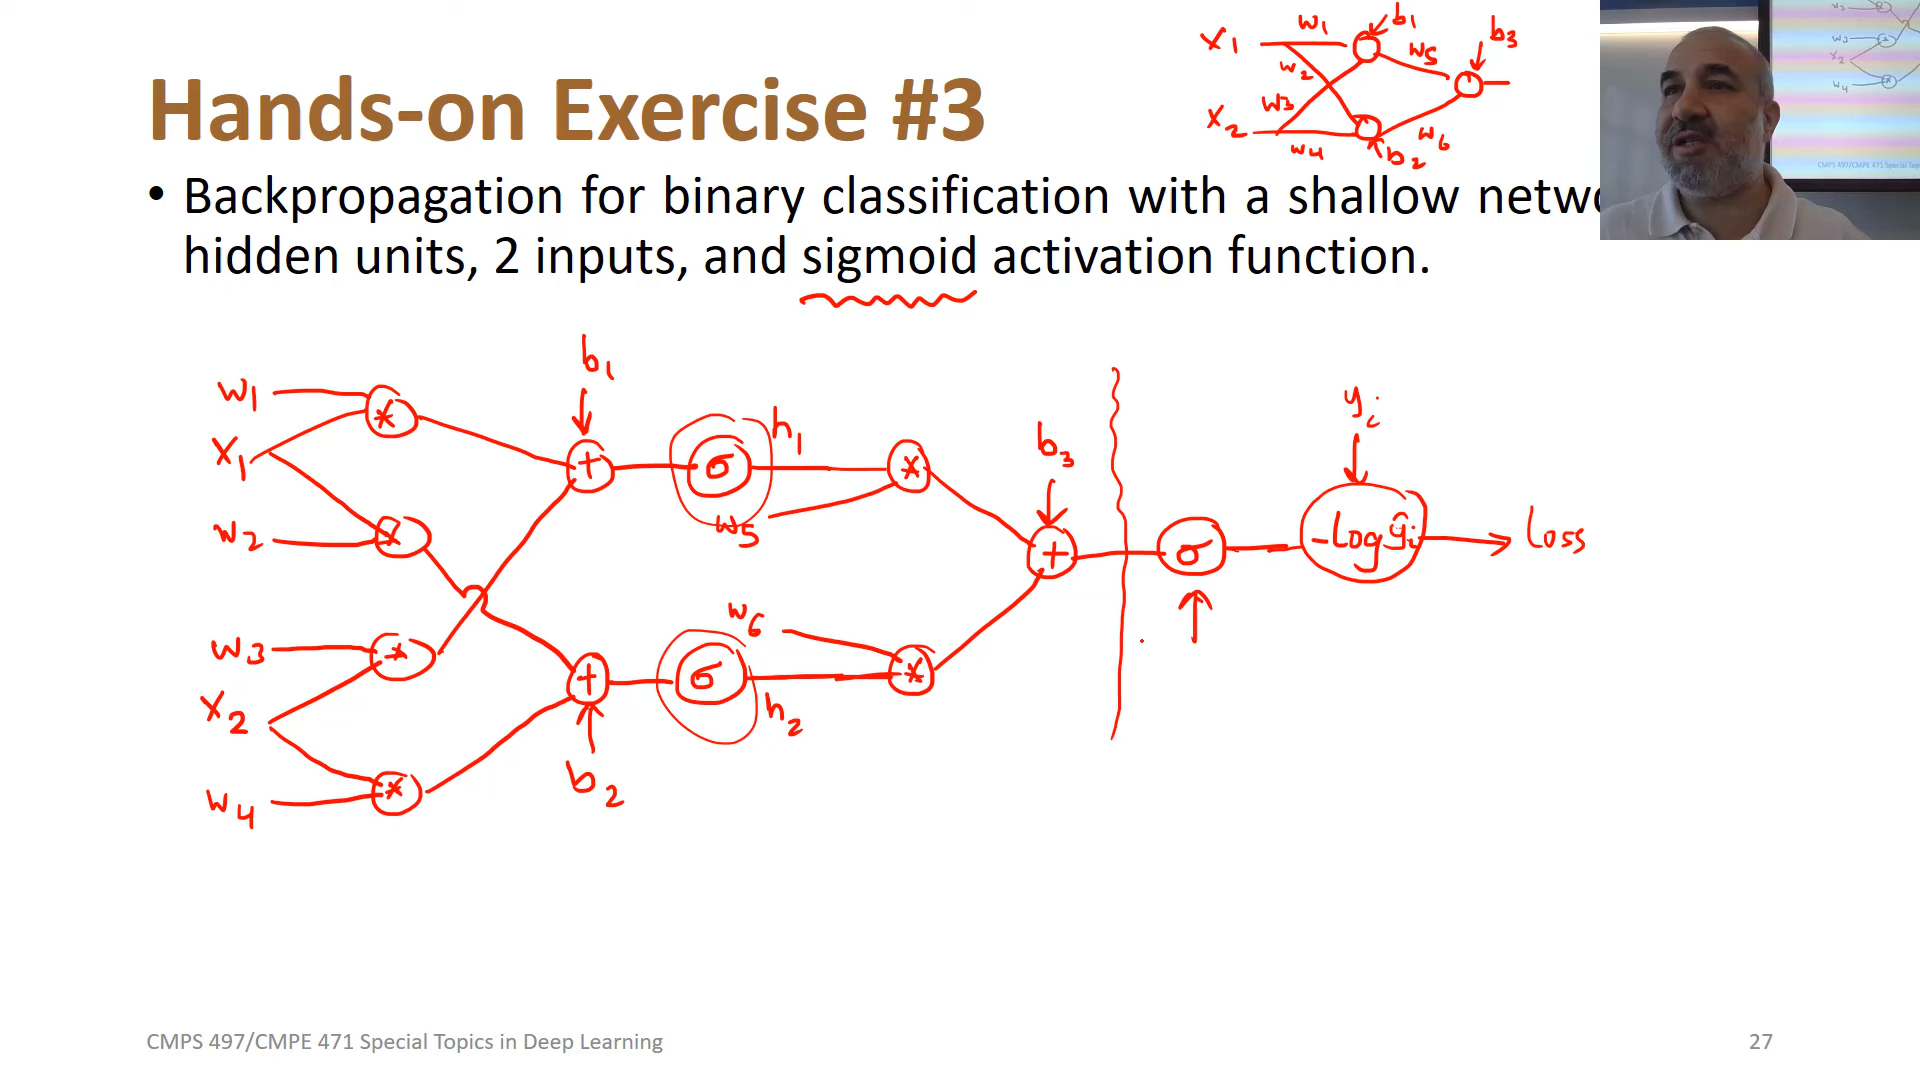 Hands-on Exercise #3
x1 w1 b1 w5 b3
w2
w3
x2 w4 b2 w6
• Backpropagation for binary classification with a shallow
hidden units, 2 inputs, and sigmoid activation function.
b1
w1 *
x1 + σ h1 * b3 yi
w2 * w5
+ σ -Log ŷi Loss
w3 * w6
x2 + σ h2 *
w4 * b2
CMPS 497/CMPE 471 Special Topics in Deep Learning
27